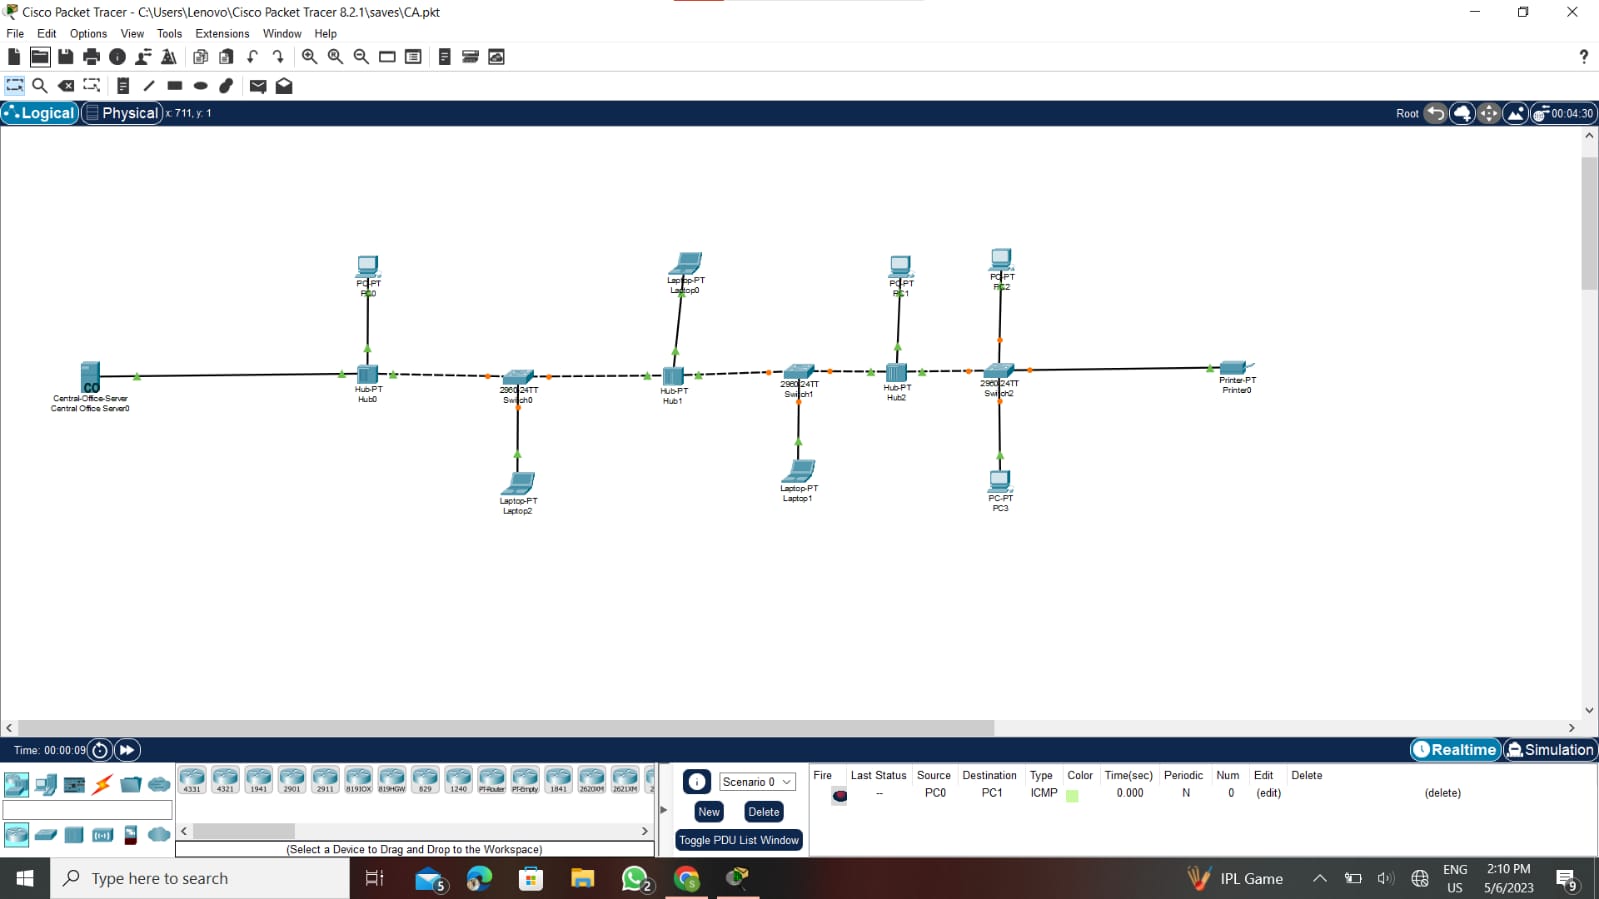 Cisco Packet Tracer - C:\Users\Lenovo\Cisco Packet Tracer 8.2.1\saves\CA.pkt
File Edit Options View Tools Extensions Window Help
?
Logical Physical x: 711, y: 1 Root 00:04:30
PC-PT
PC0
Laptop-PT
Laptop0
PC-PT
PC1
PC-PT
PC2
CO
Central-Office-Server
Central Office Server0
Hub-PT
Hub0
2960-24TT
Switch0
Hub-PT
Hub1
2960-24TT
Switch1
Hub-PT
Hub2
2960-24TT
Switch2
Printer-PT
Printer0
Laptop-PT
Laptop2
Laptop-PT
Laptop1
PC-PT
PC3
Time: 00:00:09 Realtime Simulation
4331 4321 1941 2901 2911 819IOX 819HGW 829 1240 PT-Router PT-Empty 1841 2620XM 2621XM 2
(Select a Device to Drag and Drop to the Workspace)
Scenario 0
New Delete
Toggle PDU List Window
Fire Last Status Source Destination Type Color Time(sec) Periodic Num Edit Delete
-- PC0 PC1 ICMP 0.000 N 0 (edit) (delete)
Type here to search
5
2
IPL Game
ENG
US
2:10 PM
5/6/2023
9